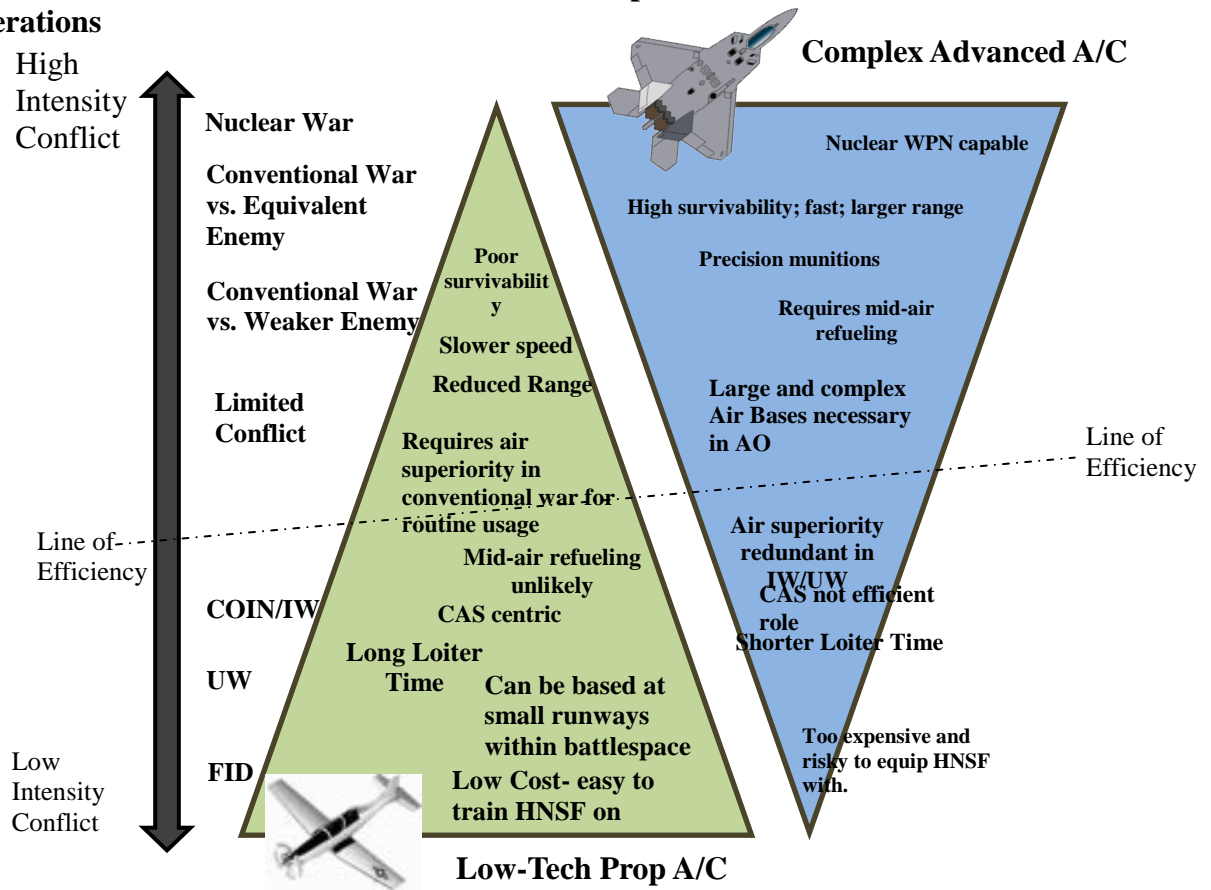 erations
High
Intensity
Conflict
Nuclear War
Conventional War
vs. Equivalent
Enemy
Conventional War
vs. Weaker Enemy
Limited
Conflict
Line of
Efficiency
COIN/IW
UW
FID
Low
Intensity
Conflict
Poor
survivabilit
y
Slower speed
Reduced Range
Requires air
superiority in
conventional war for
routine usage
Mid-air refueling
unlikely
CAS centric
Long Loiter
Time
Can be based at
small runways
within battlespace
Low Cost- easy to
train HNSF on
Low-Tech Prop A/C
Complex Advanced A/C
Nuclear WPN capable
High survivability; fast; larger range
Precision munitions
Requires mid-air
refueling
Large and complex
Air Bases necessary
in AO
Line of
Efficiency
Air superiority
redundant in
IW/UW
CAS not efficient
role
Shorter Loiter Time
Too expensive and
risky to equip HNSF
with.